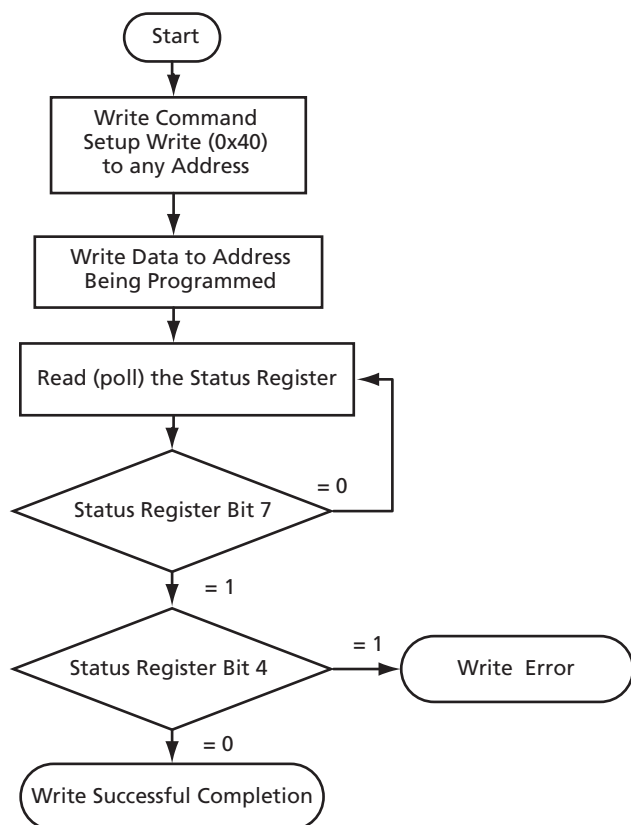 Start
Write Command
Setup Write (0x40)
to any Address
Write Data to Address
Being Programmed
Read (poll) the Status Register
= 0
Status Register Bit 7
= 1
= 1
Status Register Bit 4
Write Error
= 0
Write Successful Completion